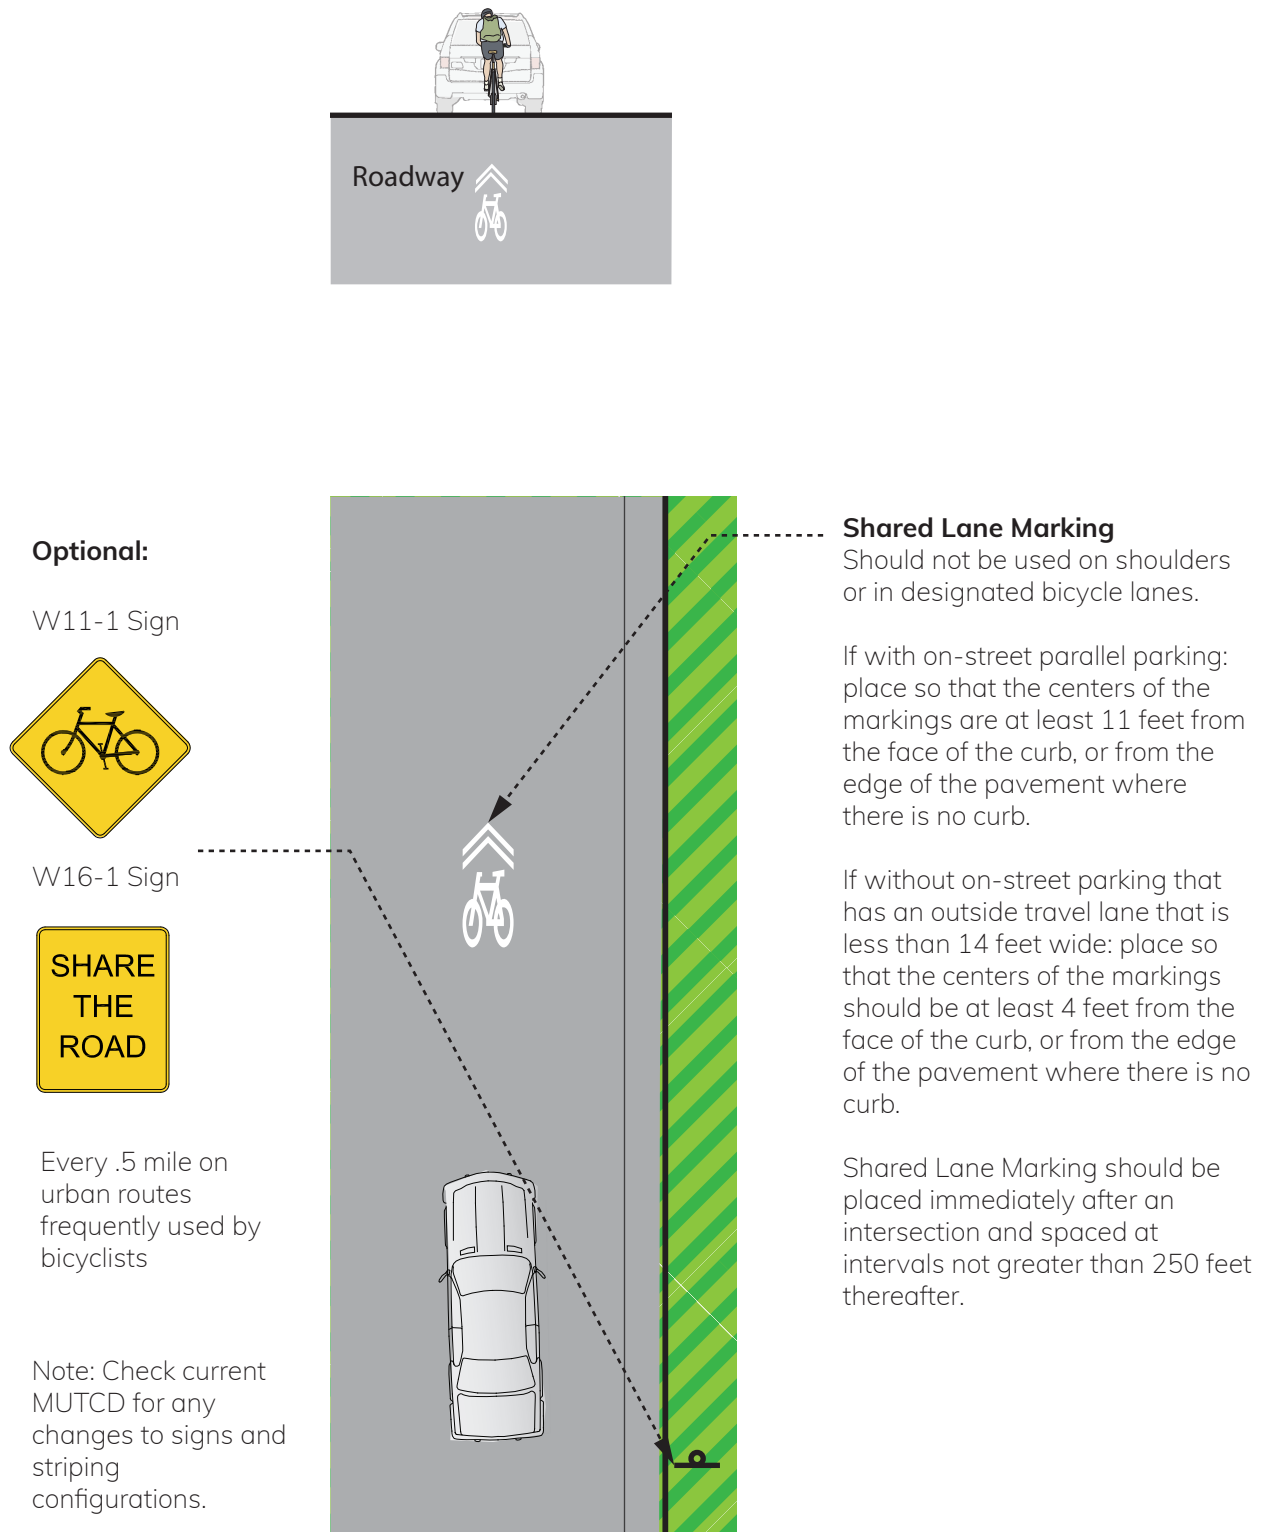 Roadway
Optional:
W11-1 Sign
W16-1 Sign
SHARE
THE
ROAD
Every .5 mile on
urban routes
frequently used by
bicyclists
Note: Check current
MUTCD for any
changes to signs and
striping
configurations.
Shared Lane Marking
Should not be used on shoulders
or in designated bicycle lanes.
If with on-street parallel parking:
place so that the centers of the
markings are at least 11 feet from
the face of the curb, or from the
edge of the pavement where
there is no curb.
If without on-street parking that
has an outside travel lane that is
less than 14 feet wide: place so
that the centers of the markings
should be at least 4 feet from the
face of the curb, or from the edge
of the pavement where there is no
curb.
Shared Lane Marking should be
placed immediately after an
intersection and spaced at
intervals not greater than 250 feet
thereafter.